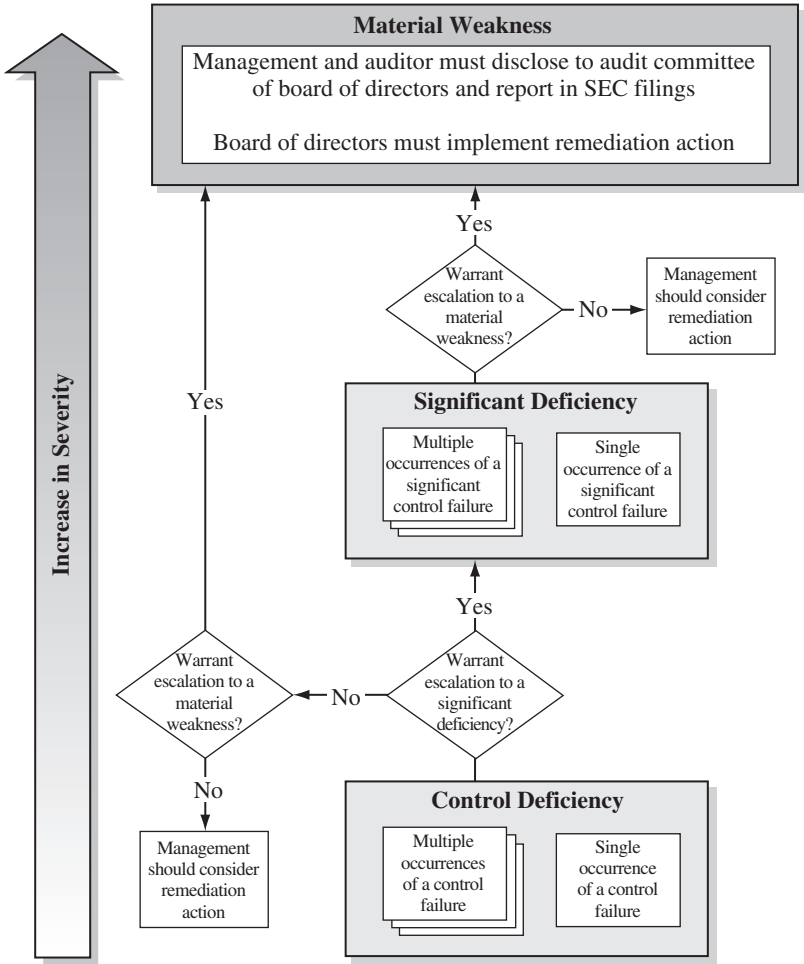 Material Weakness
Management and auditor must disclose to audit committee
of board of directors and report in SEC filings
Board of directors must implement remediation action
Yes
Warrant
escalation to a
material
weakness?
No
Management
should consider
remediation
action
Increase in Severity
Yes
Significant Deficiency
Multiple
occurrences of a
significant
control failure
Single
occurrence of a
significant
control failure
Yes
Warrant
escalation to a
material
weakness?
No
Warrant
escalation to a
significant
deficiency?
No
Management
should consider
remediation
action
Control Deficiency
Multiple
occurrences
of a control
failure
Single
occurrence
of a control
failure